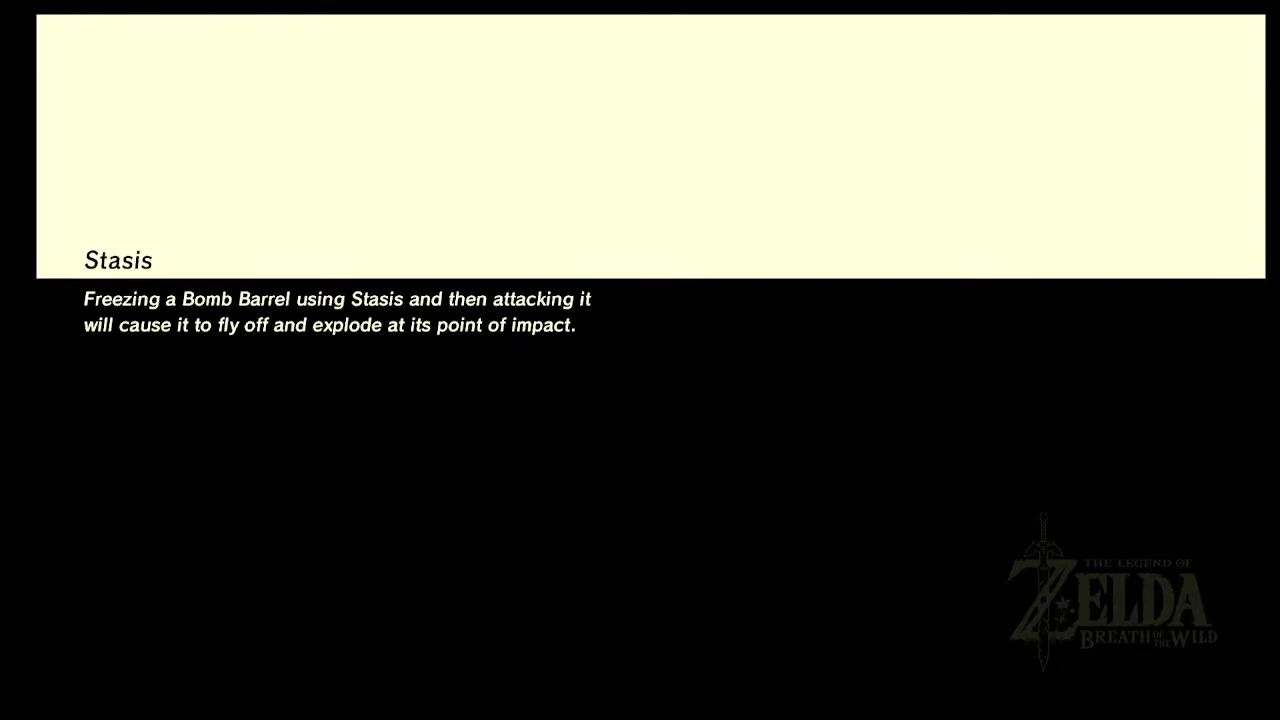 Stasis
Freezing a Bomb Barrel using Stasis and then attacking it
will cause it to fly off and explode at its point of impact.
THE LEGEND OF
ZELDA
BREATH OF THE WILD